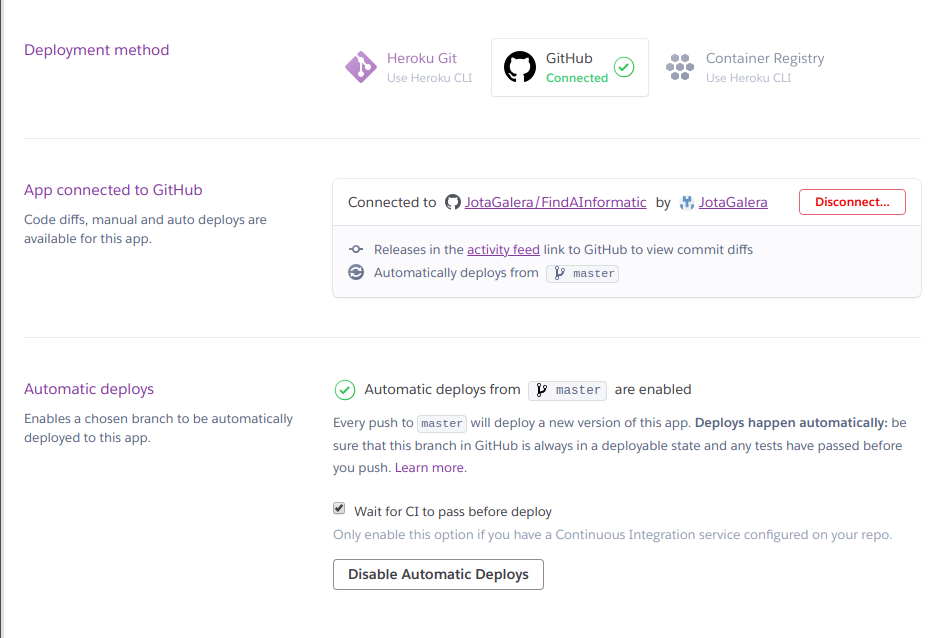 Deployment method
Heroku Git
Use Heroku CLI
GitHub
Connected
Container Registry
Use Heroku CLI
App connected to GitHub
Code diffs, manual and auto deploys are
available for this app.
Connected to JotaGalera/FindAInformatic by JotaGalera
Disconnect...
Releases in the activity feed link to GitHub to view commit diffs
Automatically deploys from master
Automatic deploys
Enables a chosen branch to be automatically
deployed to this app.
Automatic deploys from master are enabled
Every push to master will deploy a new version of this app. Deploys happen automatically: be
sure that this branch in GitHub is always in a deployable state and any tests have passed before
you push. Learn more.
Wait for CI to pass before deploy
Only enable this option if you have a Continuous Integration service configured on your repo.
Disable Automatic Deploys